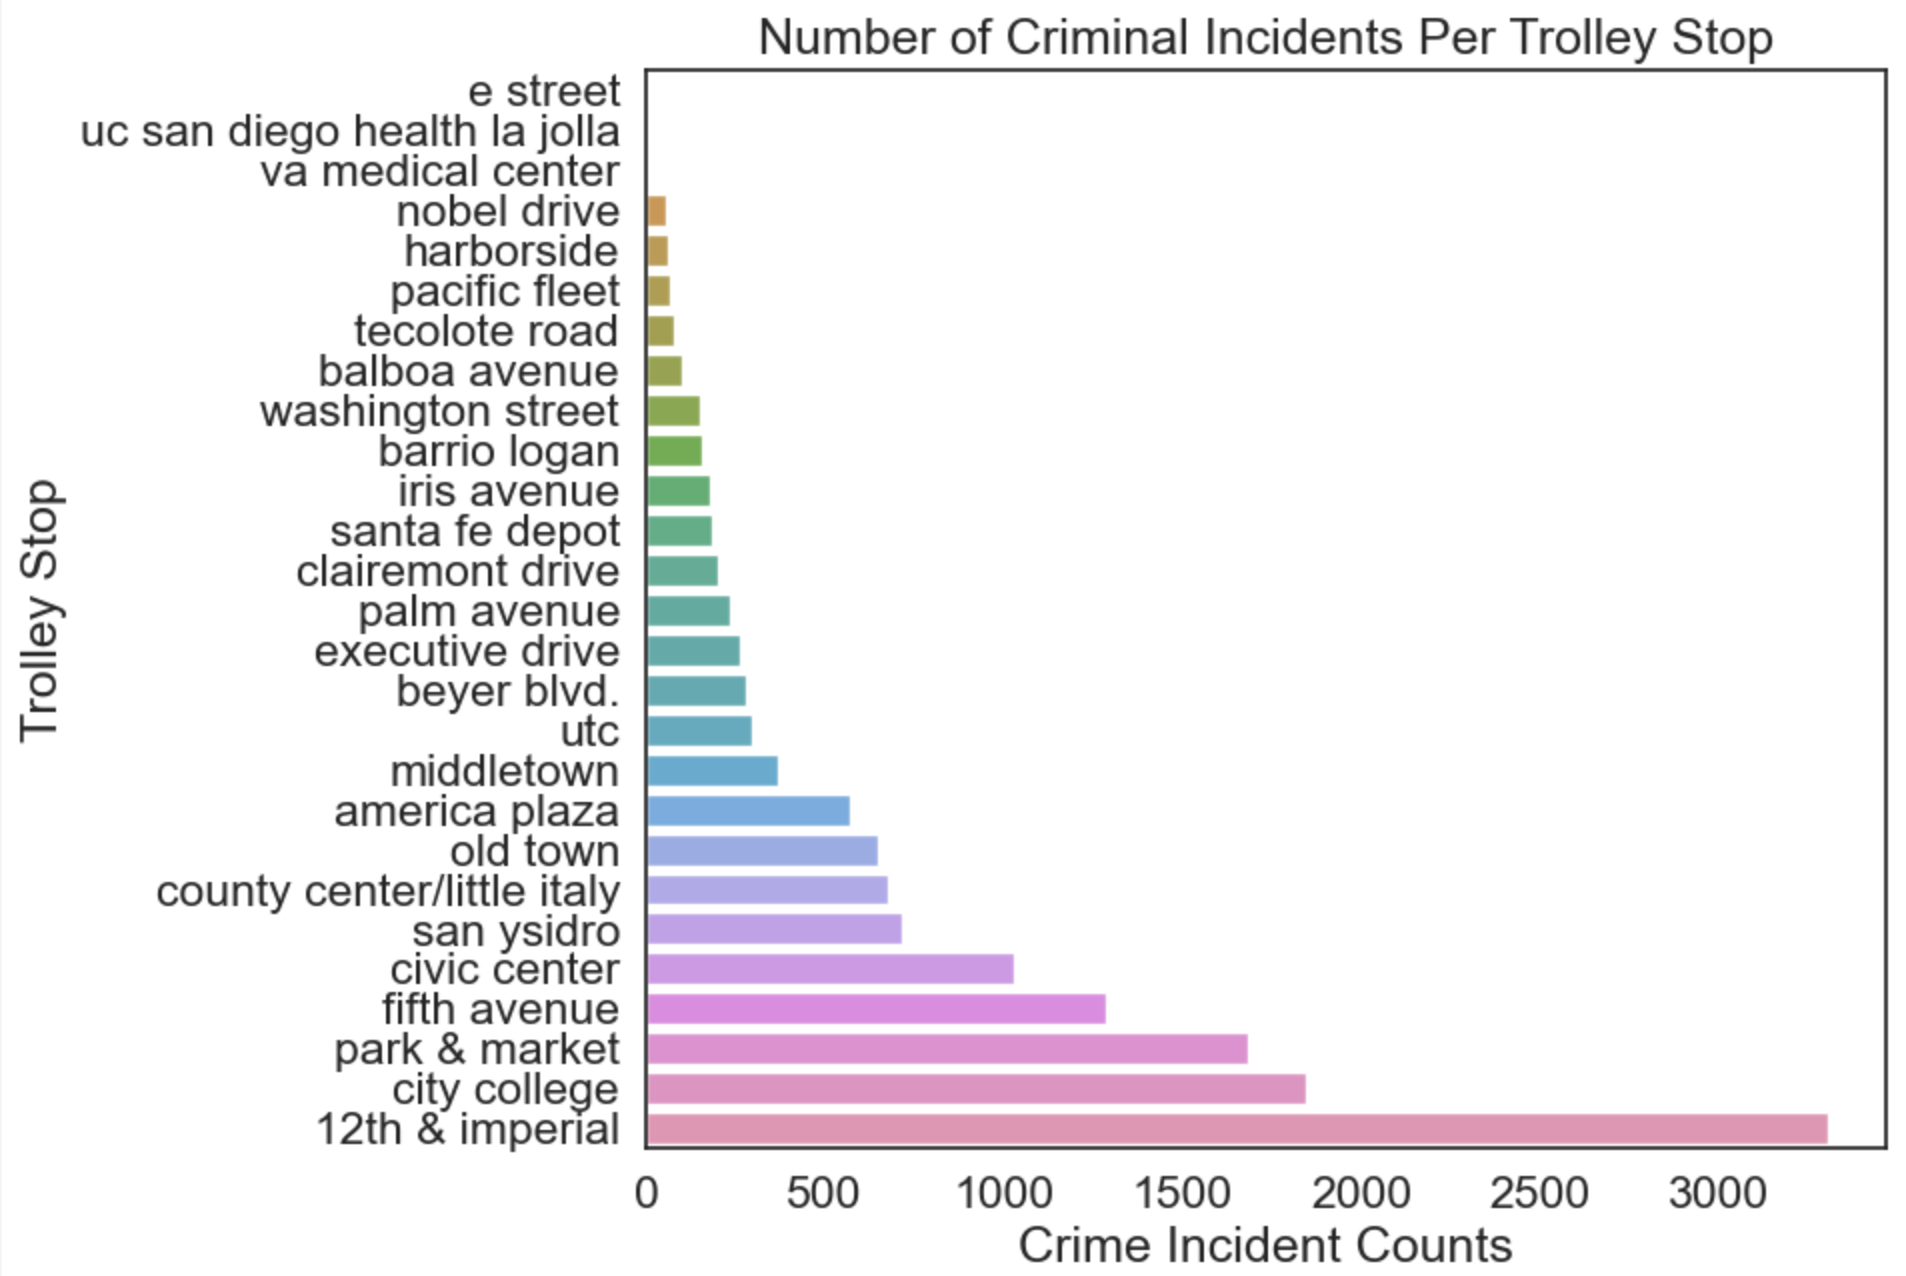 Number of Criminal Incidents Per Trolley Stop
Trolley Stop
e street
uc san diego health la jolla
va medical center
nobel drive
harborside
pacific fleet
tecolote road
balboa avenue
washington street
barrio logan
iris avenue
santa fe depot
clairemont drive
palm avenue
executive drive
beyer blvd.
utc
middletown
america plaza
old town
county center/little italy
san ysidro
civic center
fifth avenue
park & market
city college
12th & imperial
0 500 1000 1500 2000 2500 3000
Crime Incident Counts